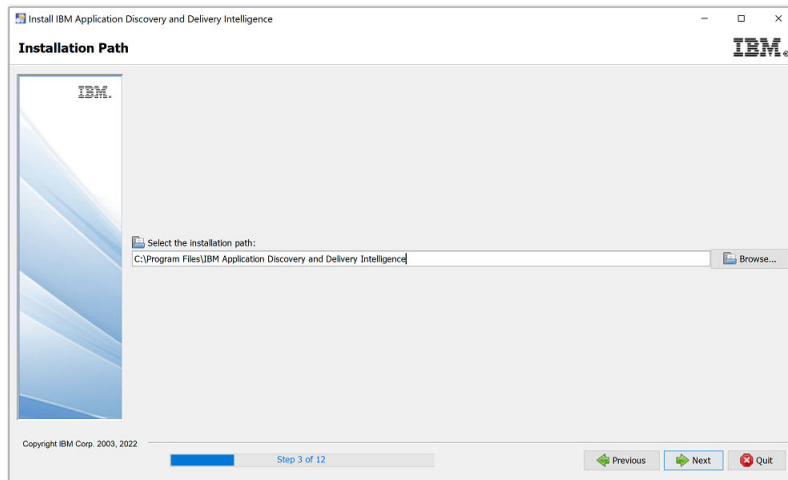 Install IBM Application Discovery and Delivery Intelligence
Installation Path
IBM®
IBM.
Select the installation path:
C:\Program Files\IBM Application Discovery and Delivery Intelligence
Browse...
Copyright IBM Corp. 2003, 2022
Step 3 of 12
Previous
Next
Quit